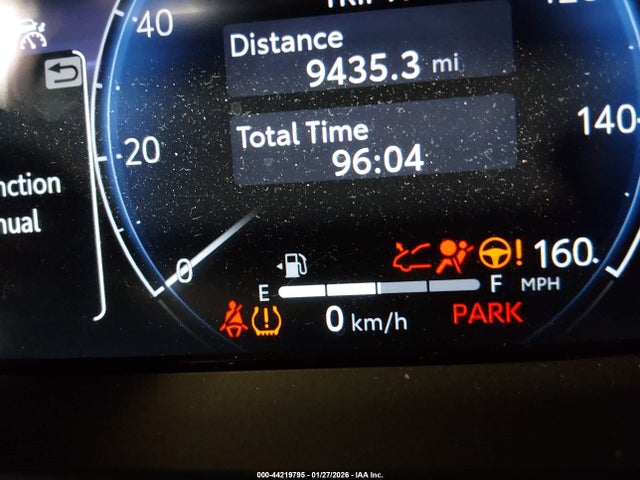 40
Distance
9435.3 mi
Total Time
96:04
140
20
nction
nual
0
160
E
F
MPH
0 km/h
PARK
000-44219795 - 01/27/2026 - IAA Inc.